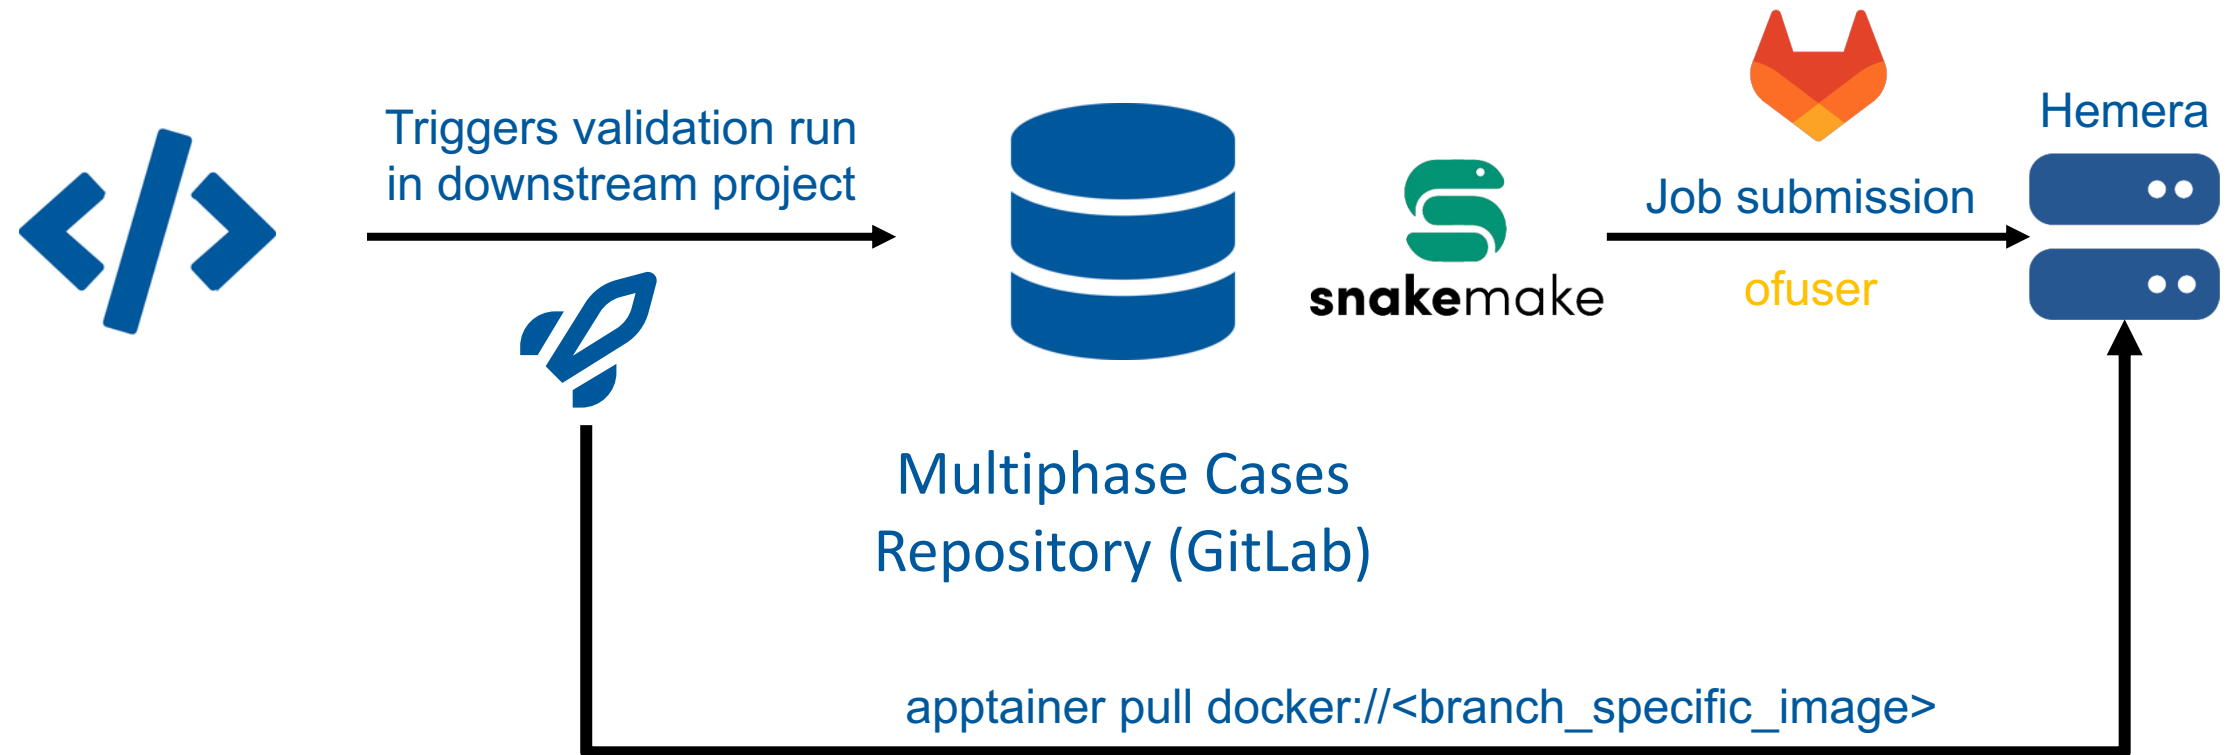 Triggers validation run
in downstream project
snakemake
Job submission
ofuser
Hemera
Multiphase Cases
Repository (GitLab)
apptainer pull docker://<branch_specific_image>